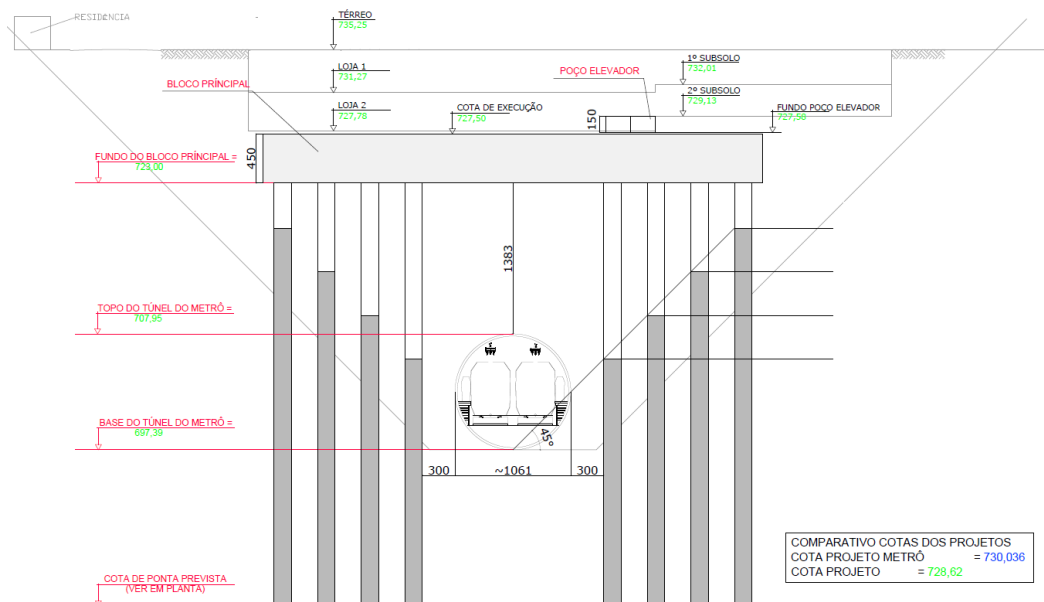 RESIDÊNCIA
TÉRREO
735,25
LOJA 1
731,27
POÇO ELEVADOR
1º SUBSOLO
732,01
BLOCO PRÍNCIPAL
2º SUBSOLO
729,13
LOJA 2
727,78
COTA DE EXECUÇÃO
727,50
150
FUNDO POÇO ELEVADOR
727,58
FUNDO DO BLOCO PRÍNCIPAL =
723,00
450
1383
TOPO DO TÚNEL DO METRÔ =
707,95
BASE DO TÚNEL DO METRÔ =
697,39
45°
300
~1061
300
COMPARATIVO COTAS DOS PROJETOS
COTA PROJETO METRÔ = 730,036
COTA PROJETO = 728,62
COTA DE PONTA PREVISTA
(VER EM PLANTA)